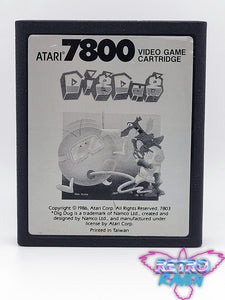 ATARI 7800 VIDEO GAME
CARTRIDGE
DIG DUG
Copyright © 1986, Atari Corp. All Rights Reserved. 7803
"Dig Dug is a trademark of Namco Ltd., created and
designed by Namco Ltd., and manufactured under
license by Atari Corp.
Printed in Taiwan
RETRO
RAVEN